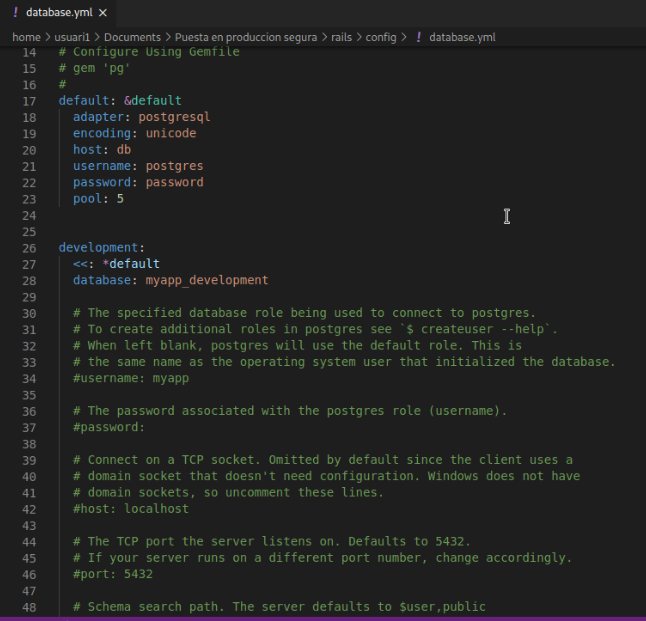 ! database.yml ×
home > usuari1 > Documents > Puesta en produccion segura > rails > config > ! database.yml
14 # Configure Using Gemfile
15 # gem 'pg'
16 #
17 default: &default
18   adapter: postgresql
19   encoding: unicode
20   host: db
21   username: postgres
22   password: password
23   pool: 5
24
25
26 development:
27   <<: *default
28   database: myapp_development
29
30   # The specified database role being used to connect to postgres.
31   # To create additional roles in postgres see `$ createuser --help`.
32   # When left blank, postgres will use the default role. This is
33   # the same name as the operating system user that initialized the database.
34   #username: myapp
35
36   # The password associated with the postgres role (username).
37   #password:
38
39   # Connect on a TCP socket. Omitted by default since the client uses a
40   # domain socket that doesn't need configuration. Windows does not have
41   # domain sockets, so uncomment these lines.
42   #host: localhost
43
44   # The TCP port the server listens on. Defaults to 5432.
45   # If your server runs on a different port number, change accordingly.
46   #port: 5432
47
48   # Schema search path. The server defaults to $user,public